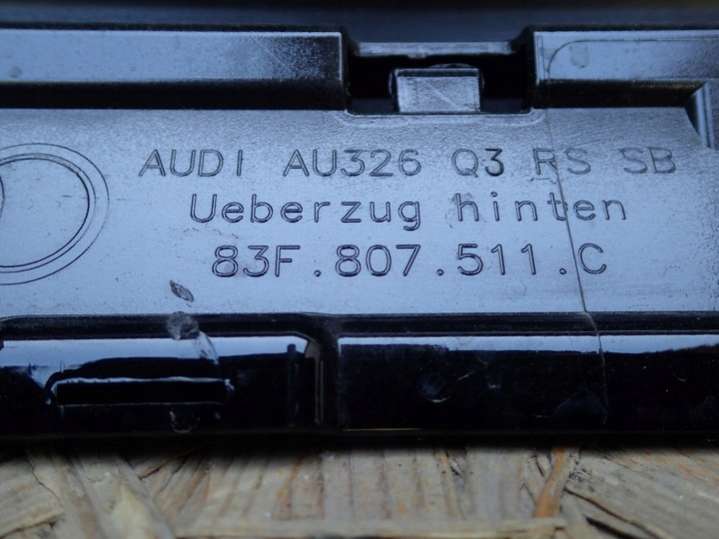 AUDI AU326 Q3 RS SB
Ueberzug hinten
83F.807.511.C